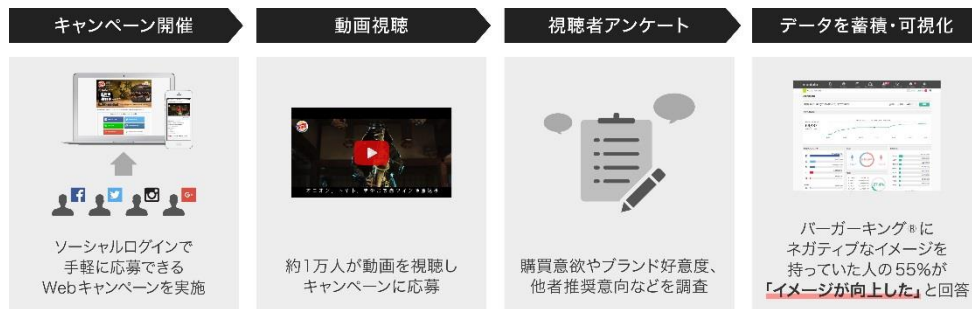 キャンペーン開催
動画視聴
視聴者アンケート
データを蓄積・可視化
ソーシャルログインで
手軽に応募できる
Webキャンペーンを実施
約1万人が動画を視聴し
キャンペーンに応募
購買意欲やブランド好意度、
他者推奨意向などを調査
バーガーキング®に
ネガティブなイメージを
持っていた人の55%が
「イメージが向上した」と回答